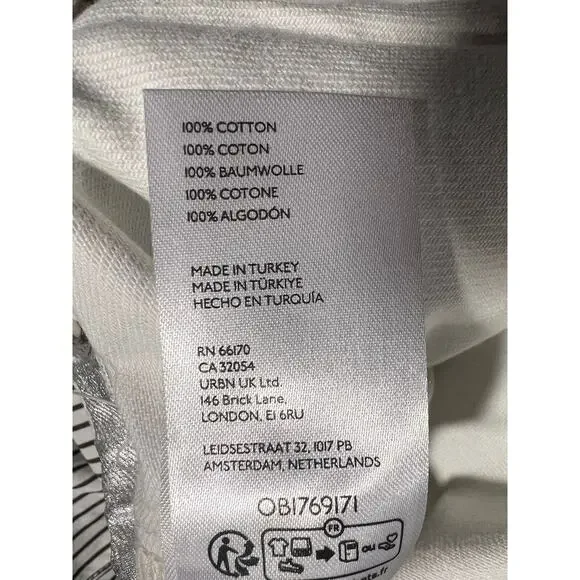 100% COTTON
100% COTON
100% BAUMWOLLE
100% COTONE
100% ALGODÓN
MADE IN TURKEY
MADE IN TÜRKIYE
HECHO EN TURQUÍA
RN 66170
CA 32054
URBN UK Ltd.
146 Brick Lane,
LONDON, E1 6RU
LEIDSESTRAAT 32, 1017 PB
AMSTERDAM, NETHERLANDS
OB1769171
FR
ou